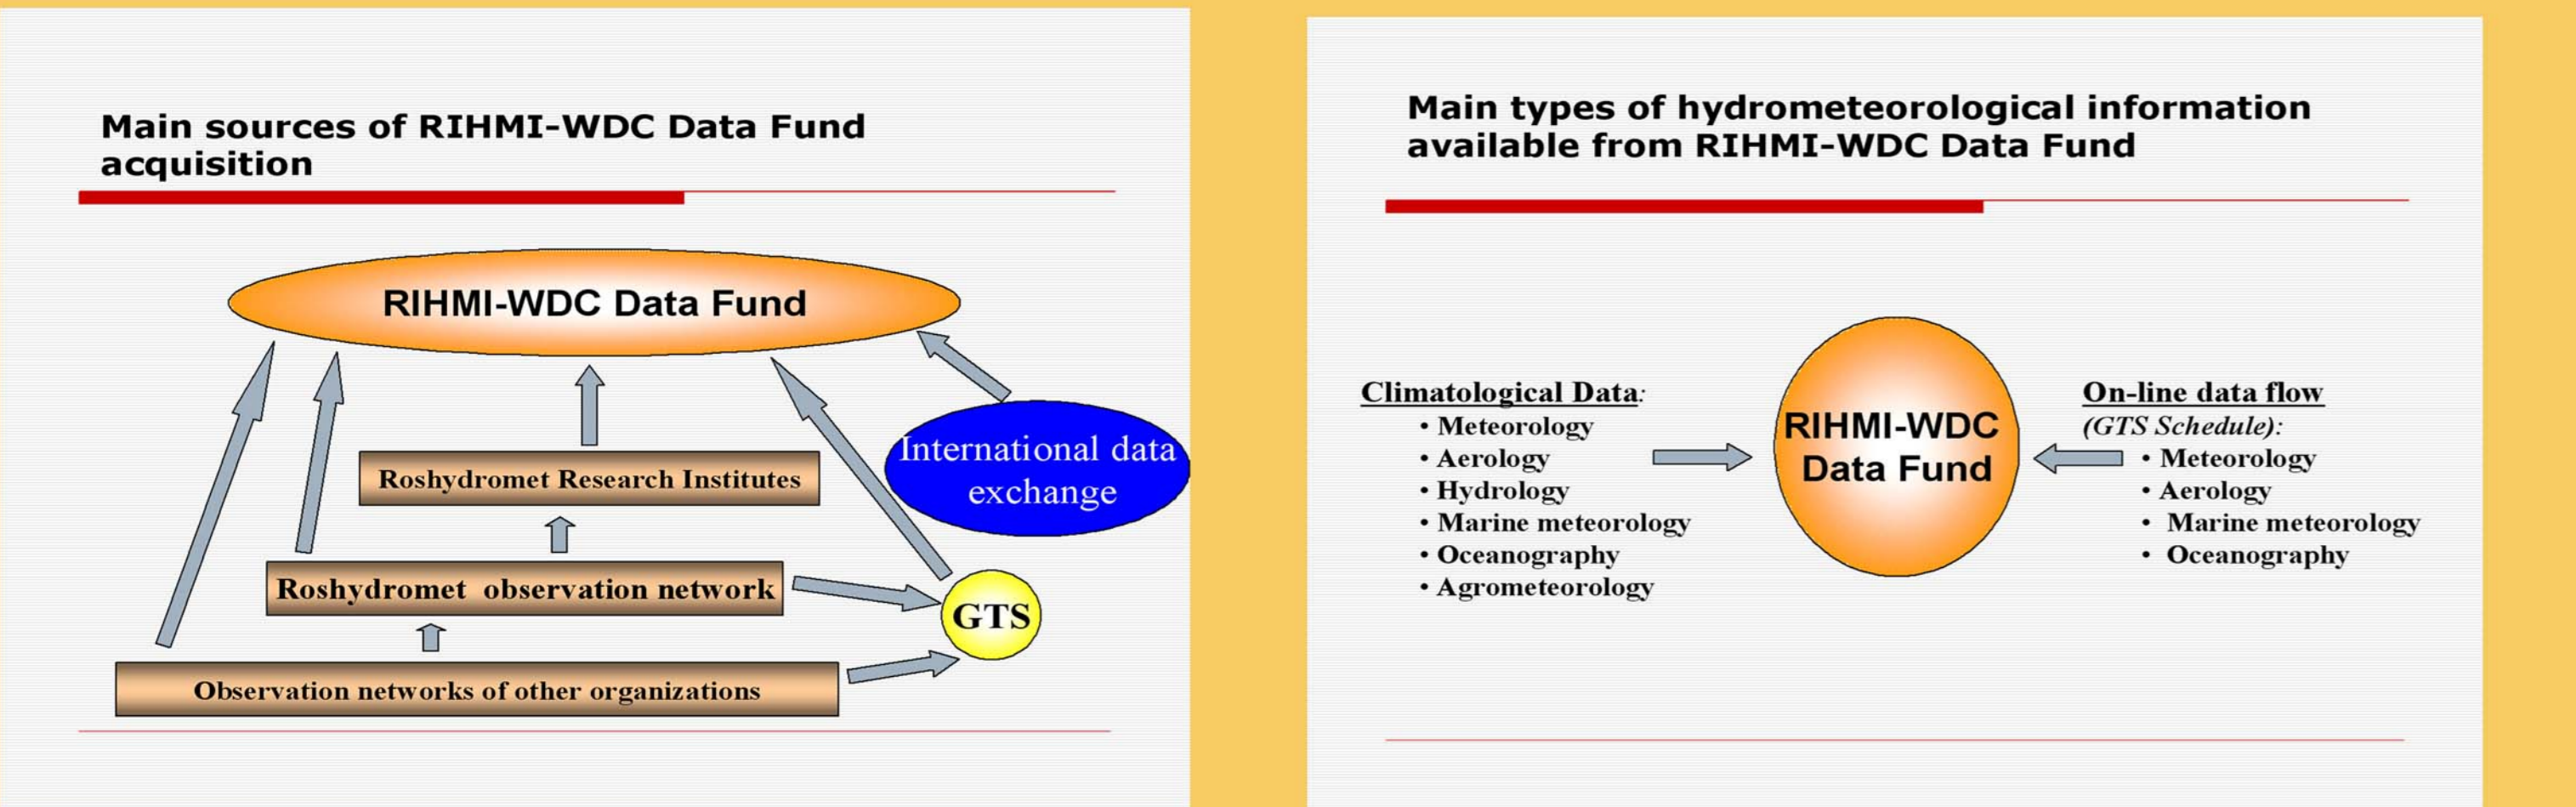 Main sources of RIHMI-WDC Data Fund
acquisition
RIHMI-WDC Data Fund
International data
exchange
Roshydromet Research Institutes
Roshydromet observation network
GTS
Observation networks of other organizations
Main types of hydrometeorological information
available from RIHMI-WDC Data Fund
Climatological Data:
• Meteorology
• Aerology
• Hydrology
• Marine meteorology
• Oceanography
• Agrometeorology
RIHMI-WDC
Data Fund
On-line data flow
(GTS Schedule):
• Meteorology
• Aerology
• Marine meteorology
• Oceanography